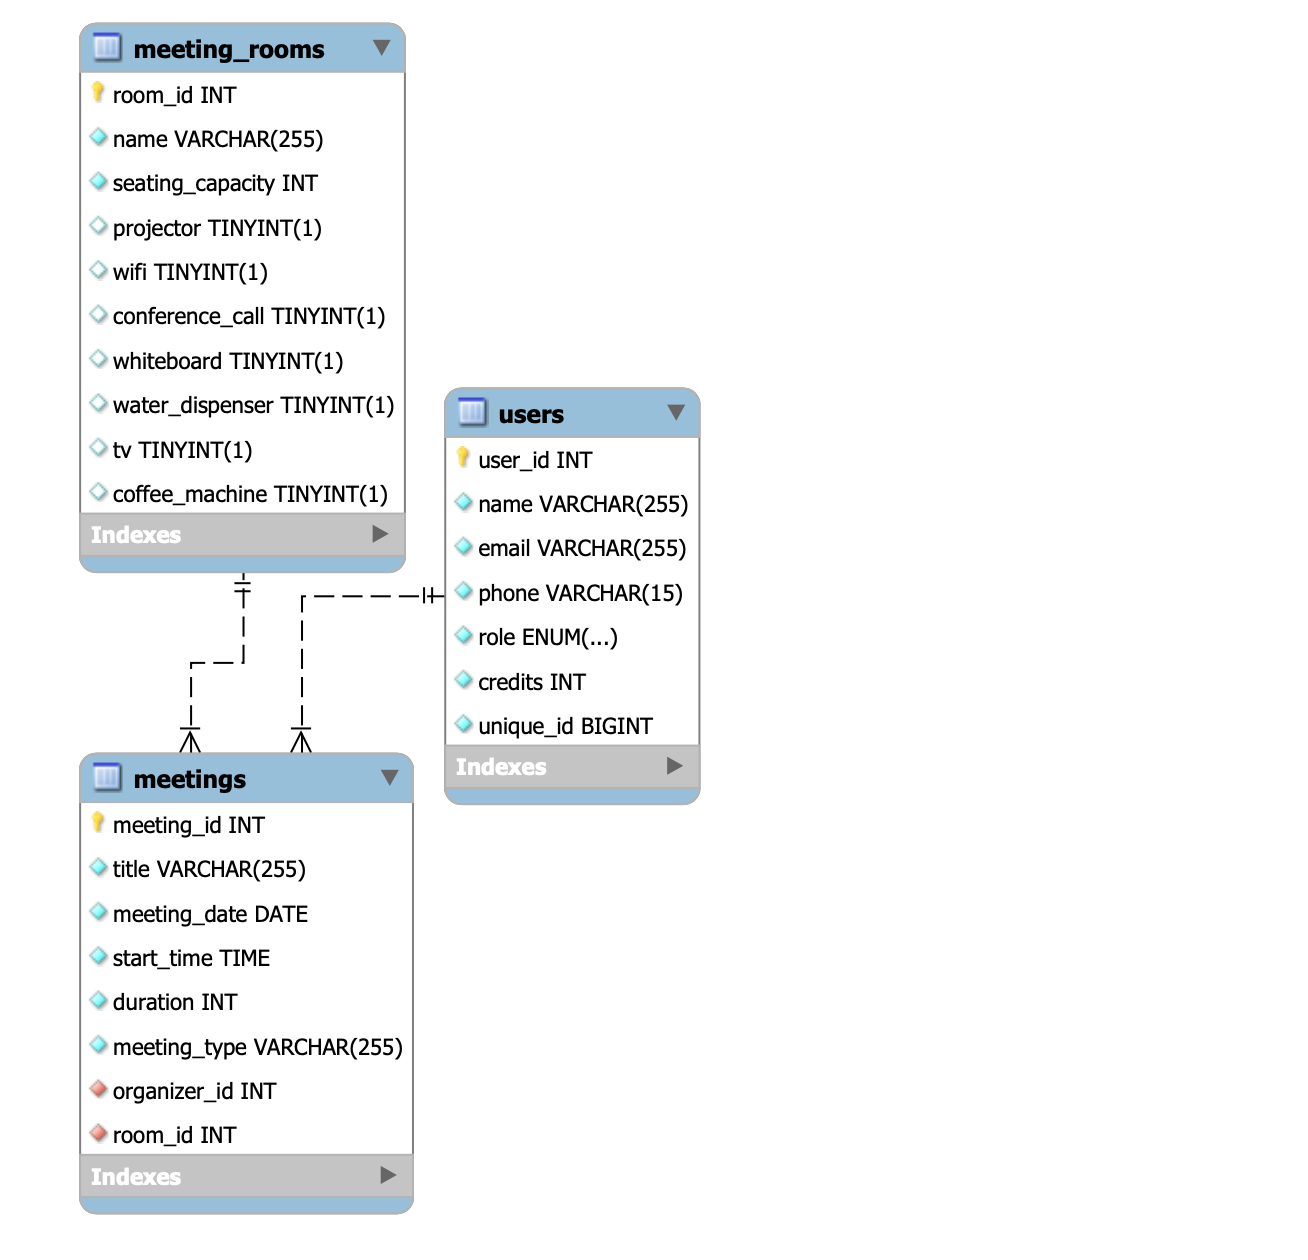 meeting_rooms
room_id INT
name VARCHAR(255)
seating_capacity INT
projector TINYINT(1)
wifi TINYINT(1)
conference_call TINYINT(1)
whiteboard TINYINT(1)
water_dispenser TINYINT(1)
tv TINYINT(1)
coffee_machine TINYINT(1)
Indexes
users
user_id INT
name VARCHAR(255)
email VARCHAR(255)
phone VARCHAR(15)
role ENUM(...)
credits INT
unique_id BIGINT
Indexes
meetings
meeting_id INT
title VARCHAR(255)
meeting_date DATE
start_time TIME
duration INT
meeting_type VARCHAR(255)
organizer_id INT
room_id INT
Indexes